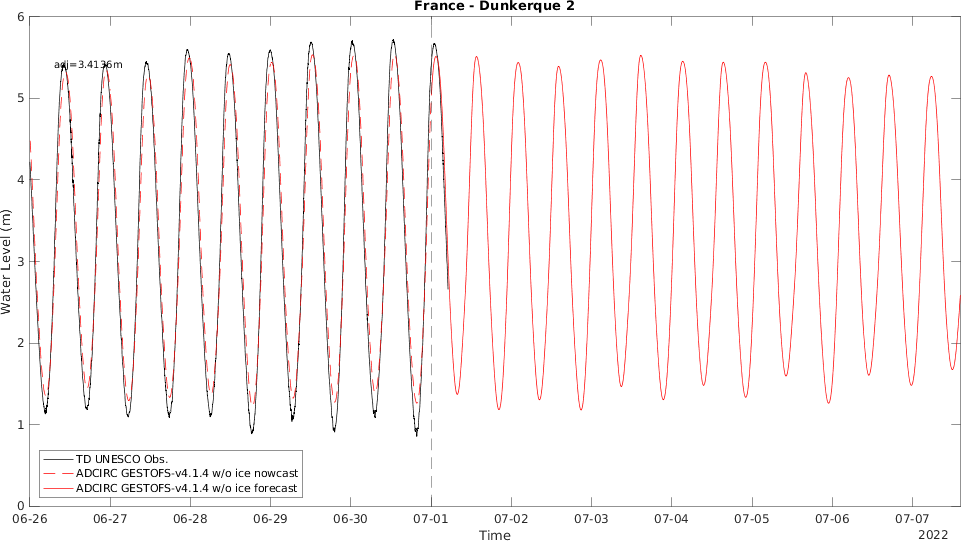 France - Dunkerque 2
6
5
4
3
2
1
0
Water Level (m)
adj=3.4136m
TD UNESCO Obs.
ADCIRC GESTOFS-v4.1.4 w/o ice nowcast
ADCIRC GESTOFS-v4.1.4 w/o ice forecast
06-26 06-27 06-28 06-29 06-30 07-01 07-02 07-03 07-04 07-05 07-06 07-07
Time
2022